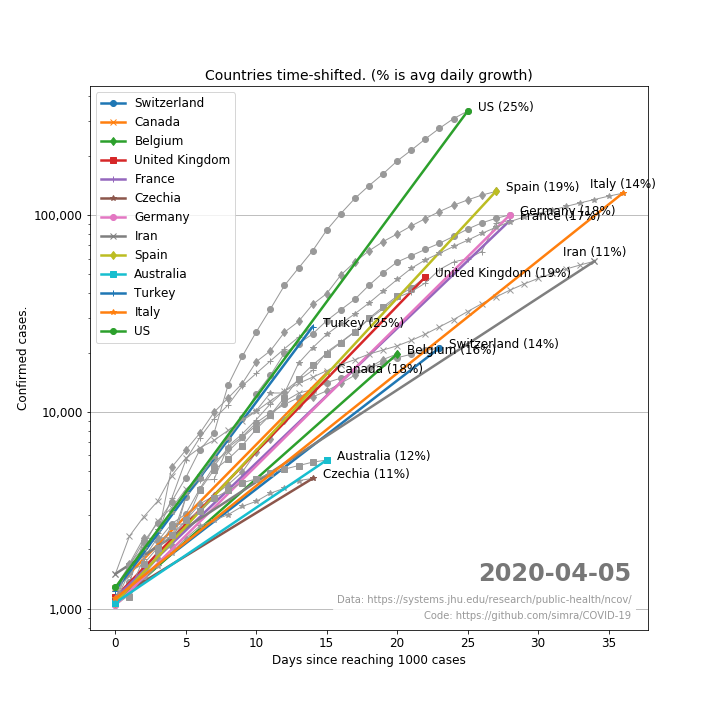 Countries time-shifted. (% is avg daily growth)
Switzerland
Canada
Belgium
United Kingdom
France
Czechia
Germany
Iran
Spain
Australia
Turkey
Italy
US
US (25%)
Spain (19%)
Italy (14%)
Germany (18%)
France (17%)
Iran (11%)
United Kingdom (19%)
Turkey (25%)
Switzerland (14%)
Belgium (16%)
Canada (18%)
Australia (12%)
Czechia (11%)
100,000
10,000
1,000
Confirmed cases.
2020-04-05
Data: https://systems.jhu.edu/research/public-health/ncov/
Code: https://github.com/simra/COVID-19
0 5 10 15 20 25 30 35
Days since reaching 1000 cases